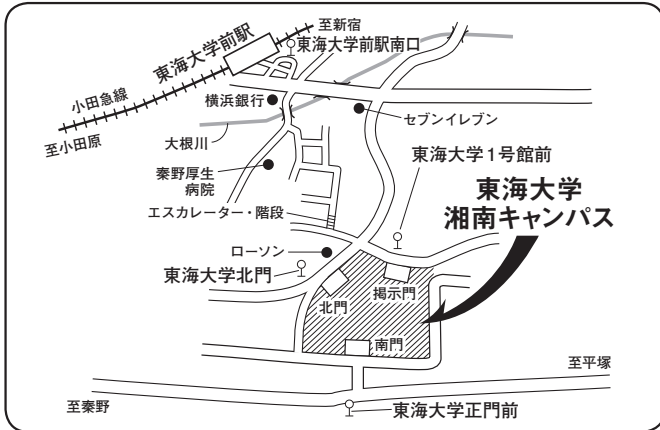 至新宿
東海大学前駅
東海大学前駅南口
小田急線
至小田原
横浜銀行
セブンイレブン
大根川
東海大学1号館前
秦野厚生
病院
東海大学
湘南キャンパス
エスカレーター・階段
ローソン
東海大学北門
北門
掲示門
南門
至平塚
至秦野
東海大学正門前